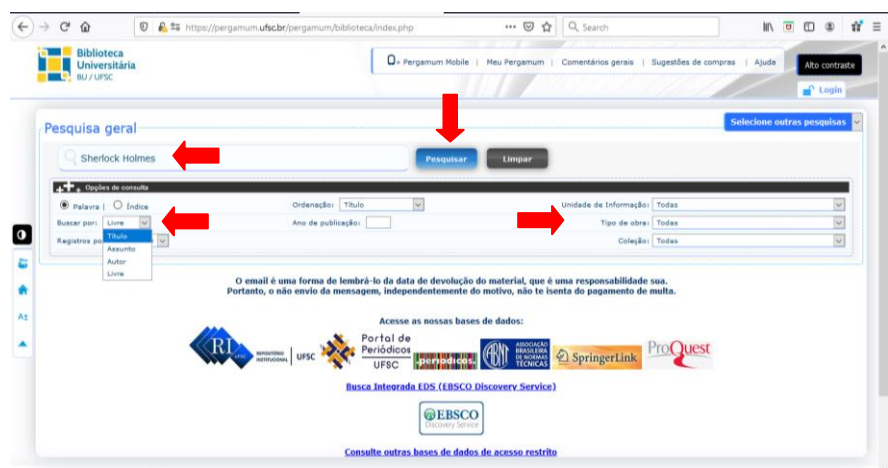 https://pergamum.ufsc.br/pergamum/biblioteca/index.php
Search
Biblioteca
Universitária
BU / UFSC
Pergamum Mobile | Meu Pergamum | Comentários gerais | Sugestões de compras | Ajuda
Alto contraste
Login
Selecione outras pesquisas
Pesquisa geral
Sherlock Holmes
Pesquisar
Limpar
Opções de consulta
Palavra | Índice
Ordenação: Título
Unidade de Informação: Todas
Buscar por: Livre
Ano de publicação:
Tipo de obra: Todas
Registros po
Coleção: Todas
Título
Assunto
Autor
Livre
O email é uma forma de lembrá-lo da data de devolução do material, que é uma responsabilidade sua.
Portanto, o não envio da mensagem, independentemente do motivo, não te isenta do pagamento de multa.
Acesse as nossas bases de dados:
RI UFSC
REPOSITÓRIO
INSTITUCIONAL
UFSC
Portal de
Periódicos
UFSC
.periodicos.
ABNT
ASSOCIAÇÃO
BRASILEIRA
DE NORMAS
TÉCNICAS
SpringerLink
ProQuest
Busca Integrada EDS (EBSCO Discovery Service)
EBSCO
Discovery Service
Consulte outras bases de dados de acesso restrito